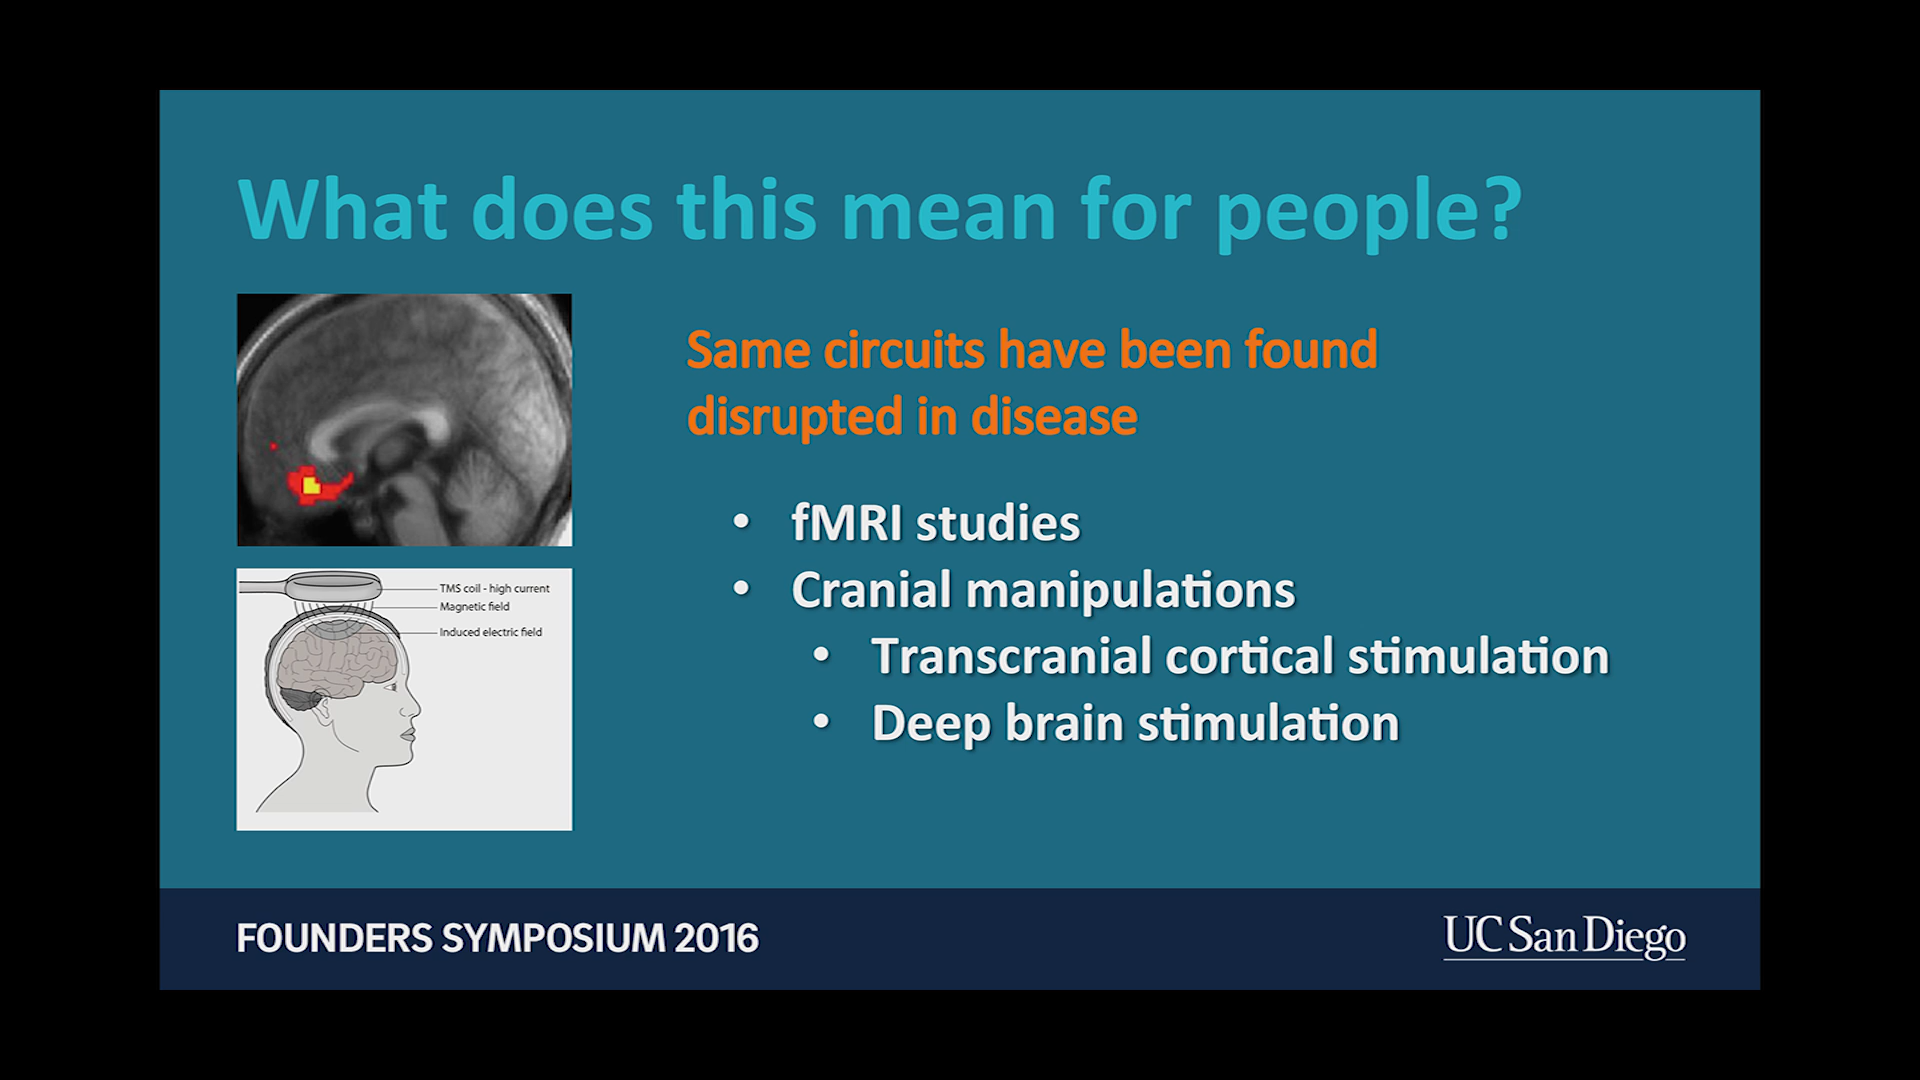 What does this mean for people?
Same circuits have been found
disrupted in disease
• fMRI studies
• Cranial manipulations
• Transcranial cortical stimulation
• Deep brain stimulation
TMS coil - high current
Magnetic field
Induced electric field
FOUNDERS SYMPOSIUM 2016
UC San Diego